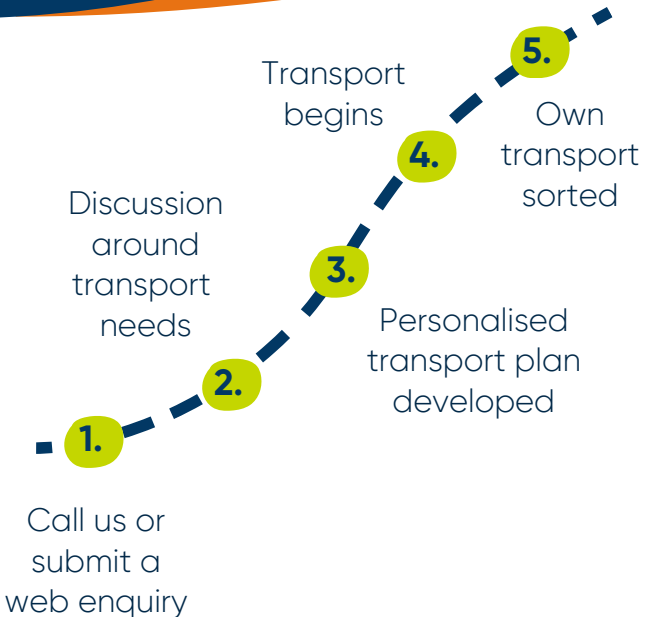 1.
Call us or
submit a
web enquiry
2.
Discussion
around
transport
needs
3.
Personalised
transport plan
developed
4.
Transport
begins
5.
Own
transport
sorted